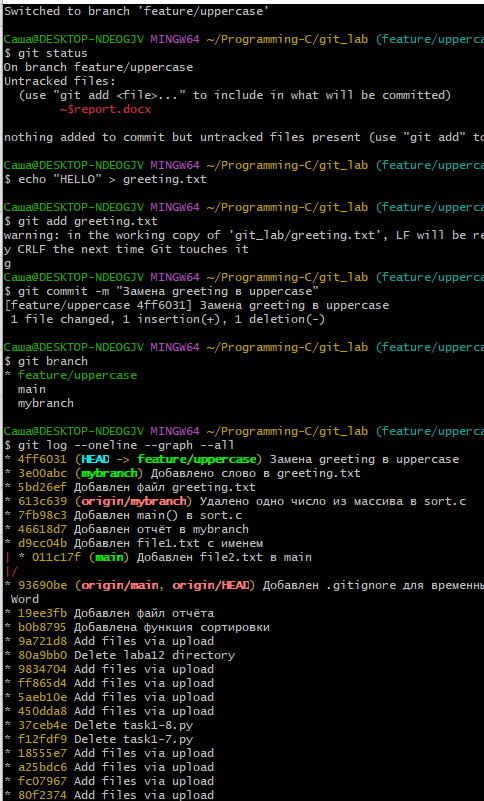 Switched to branch 'feature/uppercase'
Саша@DESKTOP-NDEOGJV MINGW64 ~/Programming-C/git_lab (feature/uppercase
$ git status
On branch feature/uppercase
Untracked files:
(use "git add <file>..." to include in what will be committed)
~$report.docx
nothing added to commit but untracked files present (use "git add" to
Саша@DESKTOP-NDEOGJV MINGW64 ~/Programming-C/git_lab (feature/uppercase
$ echo "HELLO" > greeting.txt
Саша@DESKTOP-NDEOGJV MINGW64 ~/Programming-C/git_lab (feature/uppercase
$ git add greeting.txt
warning: in the working copy of 'git_lab/greeting.txt', LF will be re
y CRLF the next time Git touches it
g
Саша@DESKTOP-NDEOGJV MINGW64 ~/Programming-C/git_lab (feature/uppercase
$ git commit -m "Замена greeting в uppercase"
[feature/uppercase 4ff6031] Замена greeting в uppercase
1 file changed, 1 insertion(+), 1 deletion(-)
Саша@DESKTOP-NDEOGJV MINGW64 ~/Programming-C/git_lab (feature/uppercase
$ git branch
* feature/uppercase
main
mybranch
Саша@DESKTOP-NDEOGJV MINGW64 ~/Programming-C/git_lab (feature/uppercase
$ git log --oneline --graph --all
* 4ff6031 (HEAD -> feature/uppercase) Замена greeting в uppercase
* 3e00abc (mybranch) Добавлено слово в greeting.txt
* 5bd26ef Добавлен файл greeting.txt
* 613c639 (origin/mybranch) Удалено одно число из массива в sort.c
* 7fb98c3 Добавлен main() в sort.c
* 46618d7 Добавлен отчёт в mybranch
* d9cc04b Добавлен file1.txt с именем
| * 011c17f (main) Добавлен file2.txt в main
|/
* 93690be (origin/main, origin/HEAD) Добавлен .gitignore для временны
Word
* 19ee3fb Добавлен файл отчёта
* b0b8795 Добавлена функция сортировки
* 9a721d8 Add files via upload
* 80a9bb0 Delete laba12 directory
* 9834704 Add files via upload
* ff865d4 Add files via upload
* 5aeb10e Add files via upload
* 450dda8 Add files via upload
* 37ceb4e Delete task1-8.py
* f12fdf9 Delete task1-7.py
* 18555e7 Add files via upload
* a25bdc6 Add files via upload
* fc07967 Add files via upload
* 80f2374 Add files via upload